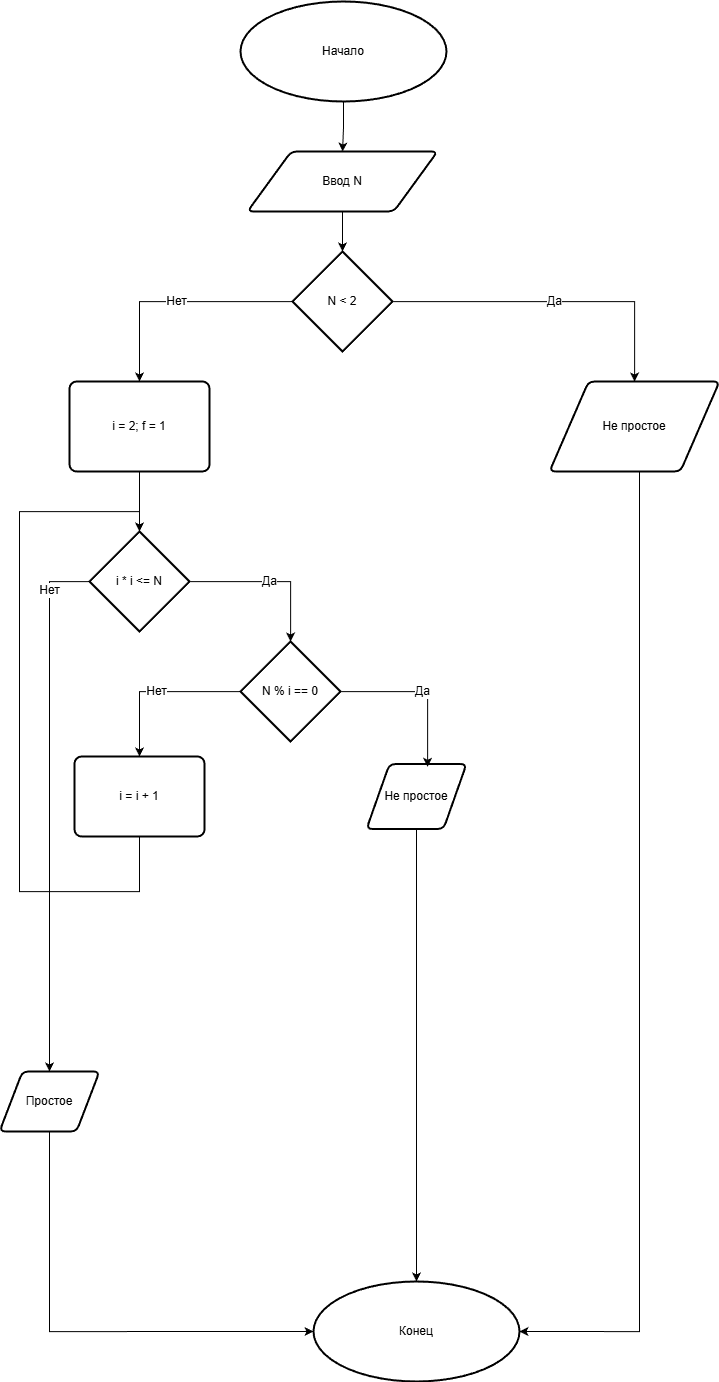 Начало
Ввод N
N < 2
Нет
Да
i = 2; f = 1
Не простое
i * i <= N
Нет
Да
N % i == 0
Нет
Да
i = i + 1
Не простое
Простое
Конец